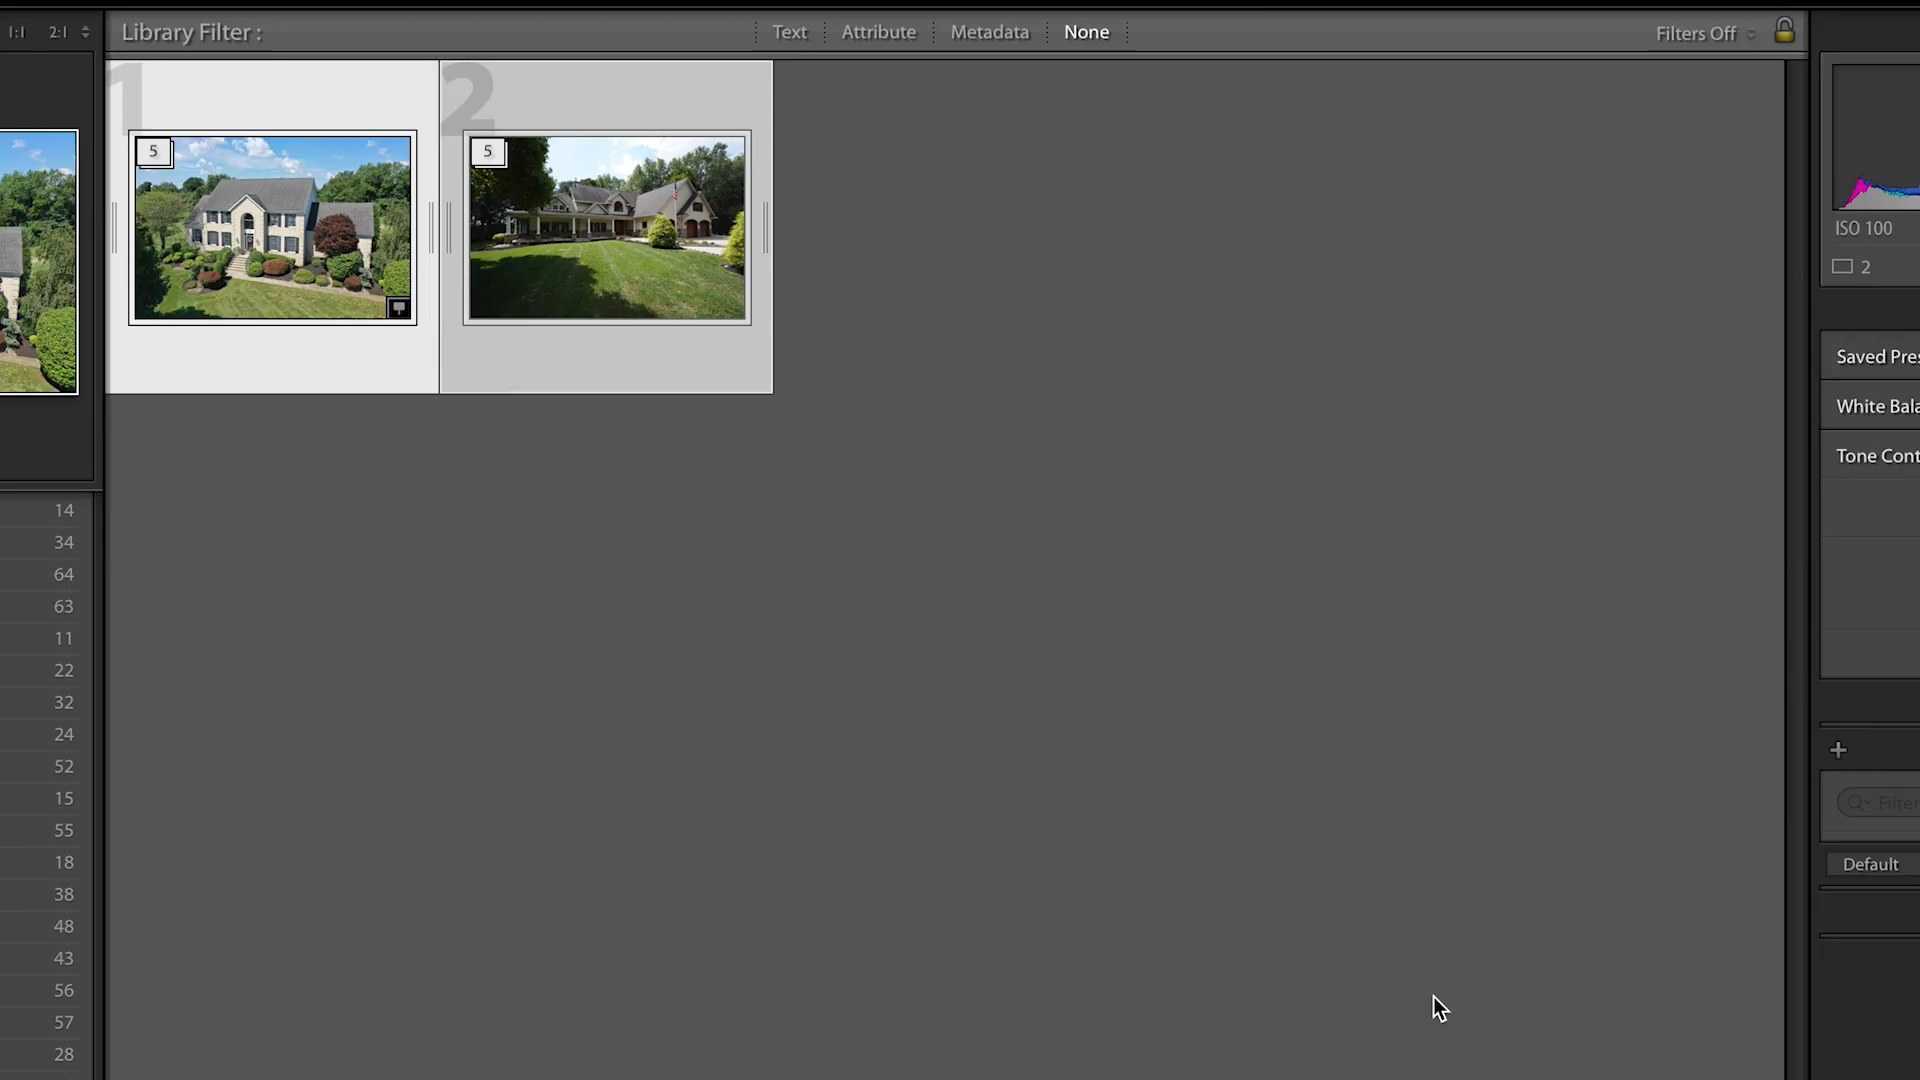 1:1 2:1
Library Filter :
Text
Attribute
Metadata
None
Filters Off
1
5
2
5
ISO 100
2
Saved Pres
White Bala
Tone Cont
Filter
Default
14
34
64
63
11
22
32
24
52
15
55
18
38
48
43
56
57
28